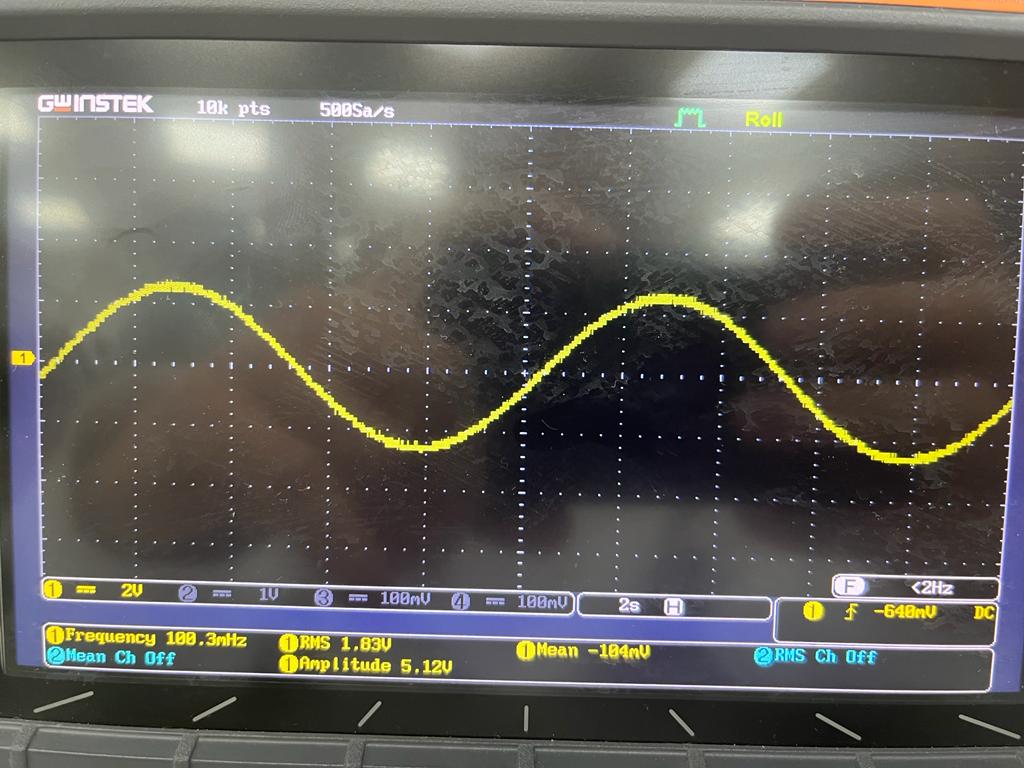 GWINSTEK 10k pts 500Sa/s Roll
1
1 2V 2 1V 3 100mV 4 100mV 2s H F <2Hz
1 -640mV DC
1 Frequency 100.3mHz 1 RMS 1.83V 1 Mean -104mV 2 RMS Ch Off
2 Mean Ch Off 1 Amplitude 5.12V